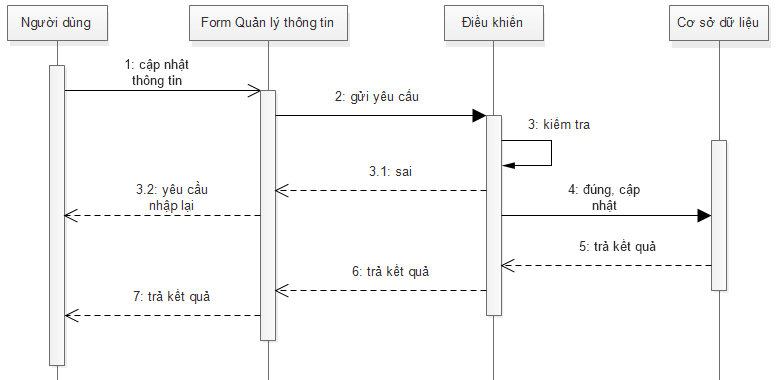 Người dùng
Form Quản lý thông tin
Điều khiển
Cơ sở dữ liệu
1: cập nhật
thông tin
2: gửi yêu cầu
3: kiểm tra
3.1: sai
3.2: yêu cầu
nhập lại
4: đúng, cập
nhật
5: trả kết quả
6: trả kết quả
7: trả kết quả